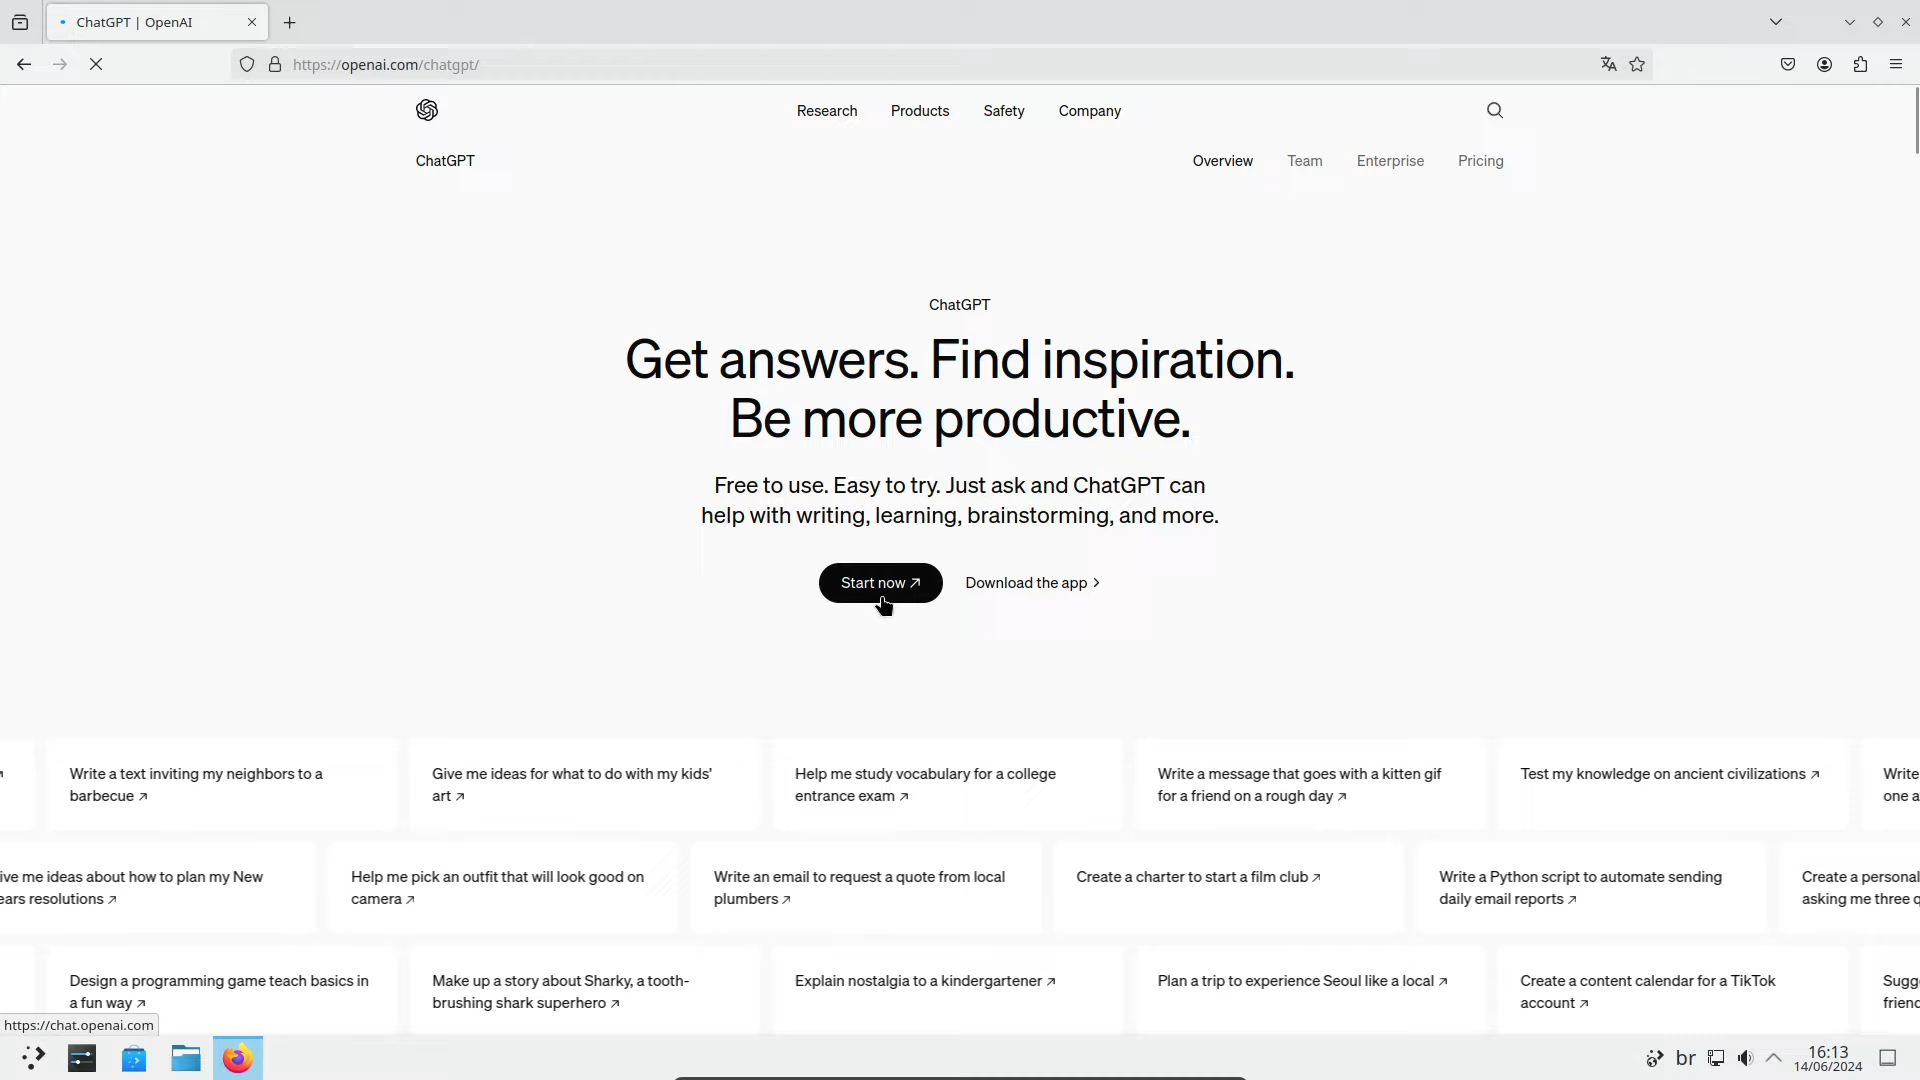 ChatGPT | OpenAI
https://openai.com/chatgpt/
Research Products Safety Company
ChatGPT Overview Team Enterprise Pricing
ChatGPT
Get answers. Find inspiration.
Be more productive.
Free to use. Easy to try. Just ask and ChatGPT can
help with writing, learning, brainstorming, and more.
Start now ↗ Download the app >
Write a text inviting my neighbors to a
barbecue ↗
Give me ideas for what to do with my kids'
art ↗
Help me study vocabulary for a college
entrance exam ↗
Write a message that goes with a kitten gif
for a friend on a rough day ↗
Test my knowledge on ancient civilizations ↗
Write
one a
ive me ideas about how to plan my New
ears resolutions ↗
Help me pick an outfit that will look good on
camera ↗
Write an email to request a quote from local
plumbers ↗
Create a charter to start a film club ↗
Write a Python script to automate sending
daily email reports ↗
Create a personal
asking me three q
Design a programming game teach basics in
a fun way ↗
Make up a story about Sharky, a tooth-
brushing shark superhero ↗
Explain nostalgia to a kindergartener ↗
Plan a trip to experience Seoul like a local ↗
Create a content calendar for a TikTok
account ↗
Sugg
frienc
https://chat.openai.com
br
16:13
14/06/2024